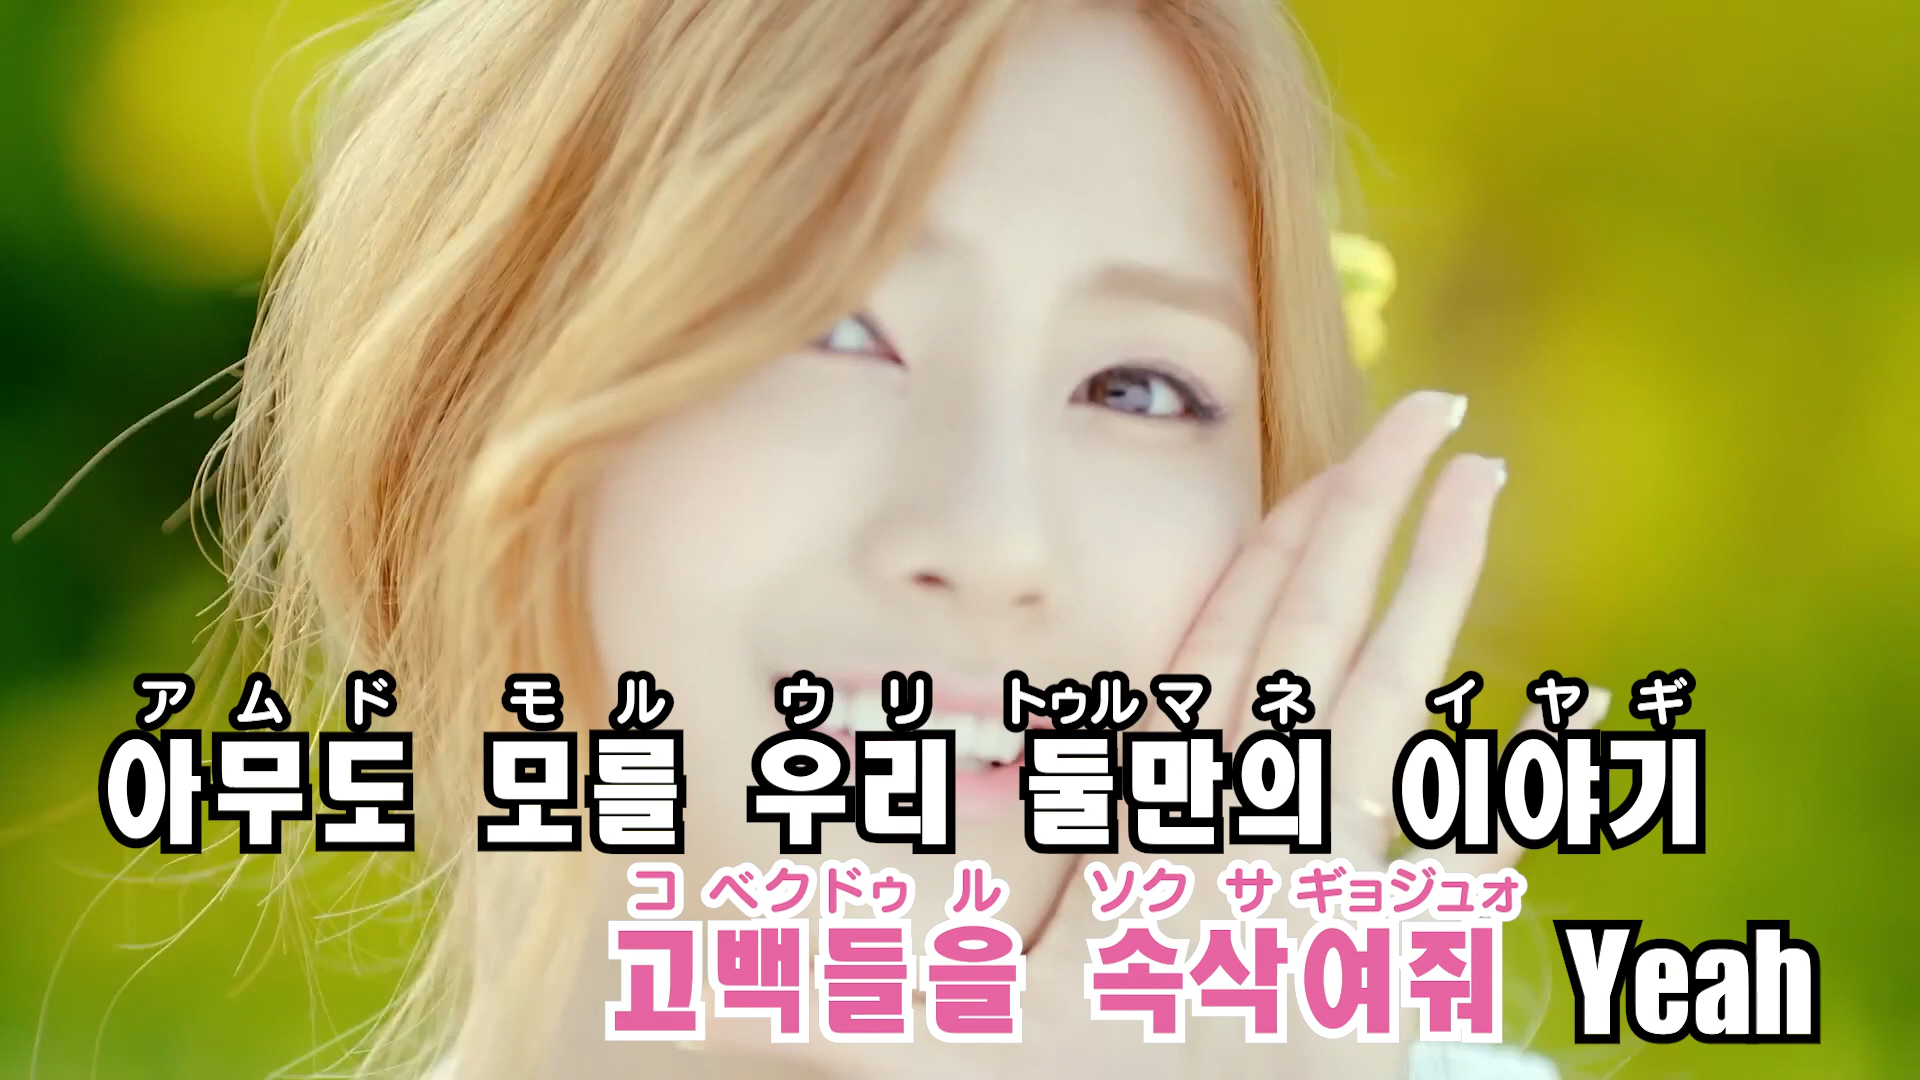 アムド モル ウリ トゥルマネ イヤギ
아무도 모를 우리 둘만의 이야기
コベクドゥル ソクサギョジュォ
고백들을 속삭여줘 Yeah